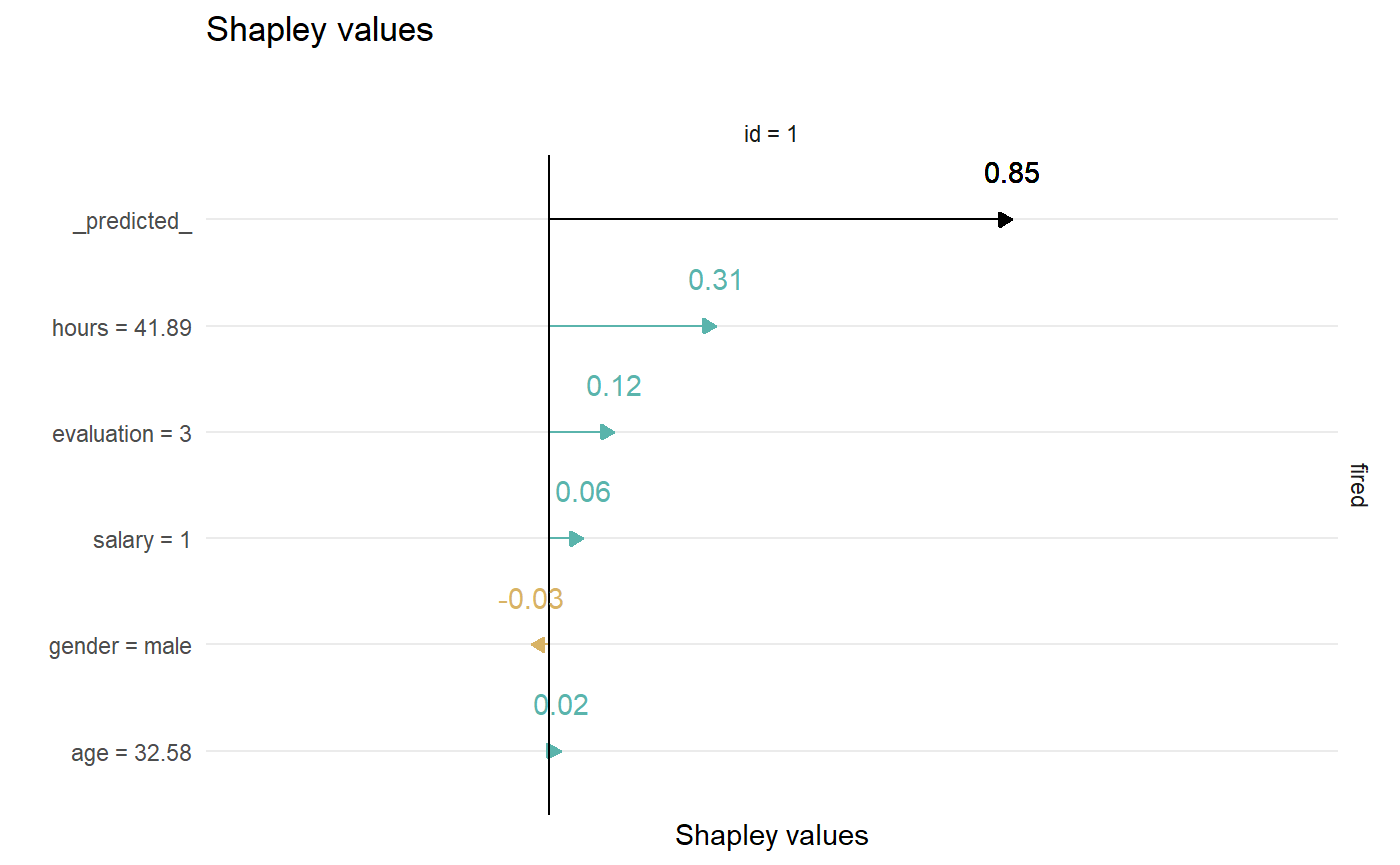 Shapley values
id = 1
0.85
_predicted_
0.31
hours = 41.89
0.12
evaluation = 3
fired
0.06
salary = 1
-0.03
gender = male
0.02
age = 32.58
Shapley values